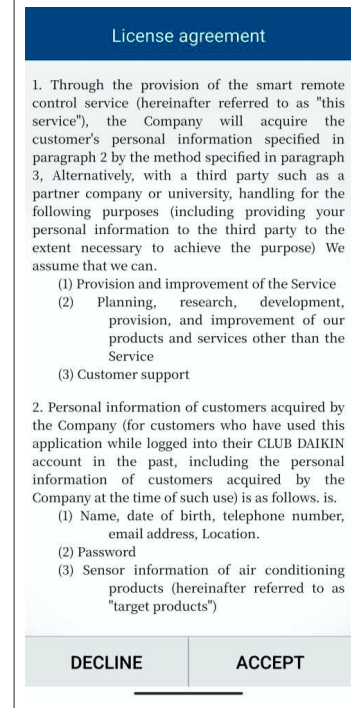 License agreement
1. Through the provision of the smart remote
control service (hereinafter referred to as "this
service"), the Company will acquire the
customer's personal information specified in
paragraph 2 by the method specified in paragraph
3, Alternatively, with a third party such as a
partner company or university, handling for the
following purposes (including providing your
personal information to the third party to the
extent necessary to achieve the purpose) We
assume that we can.
(1) Provision and improvement of the Service
(2) Planning, research, development,
provision, and improvement of our
products and services other than the
Service
(3) Customer support
2. Personal information of customers acquired by
the Company (for customers who have used this
application while logged into their CLUB DAIKIN
account in the past, including the personal
information of customers acquired by the
Company at the time of such use) is as follows. is.
(1) Name, date of birth, telephone number,
email address, Location.
(2) Password
(3) Sensor information of air conditioning
products (hereinafter referred to as
"target products")
DECLINE ACCEPT